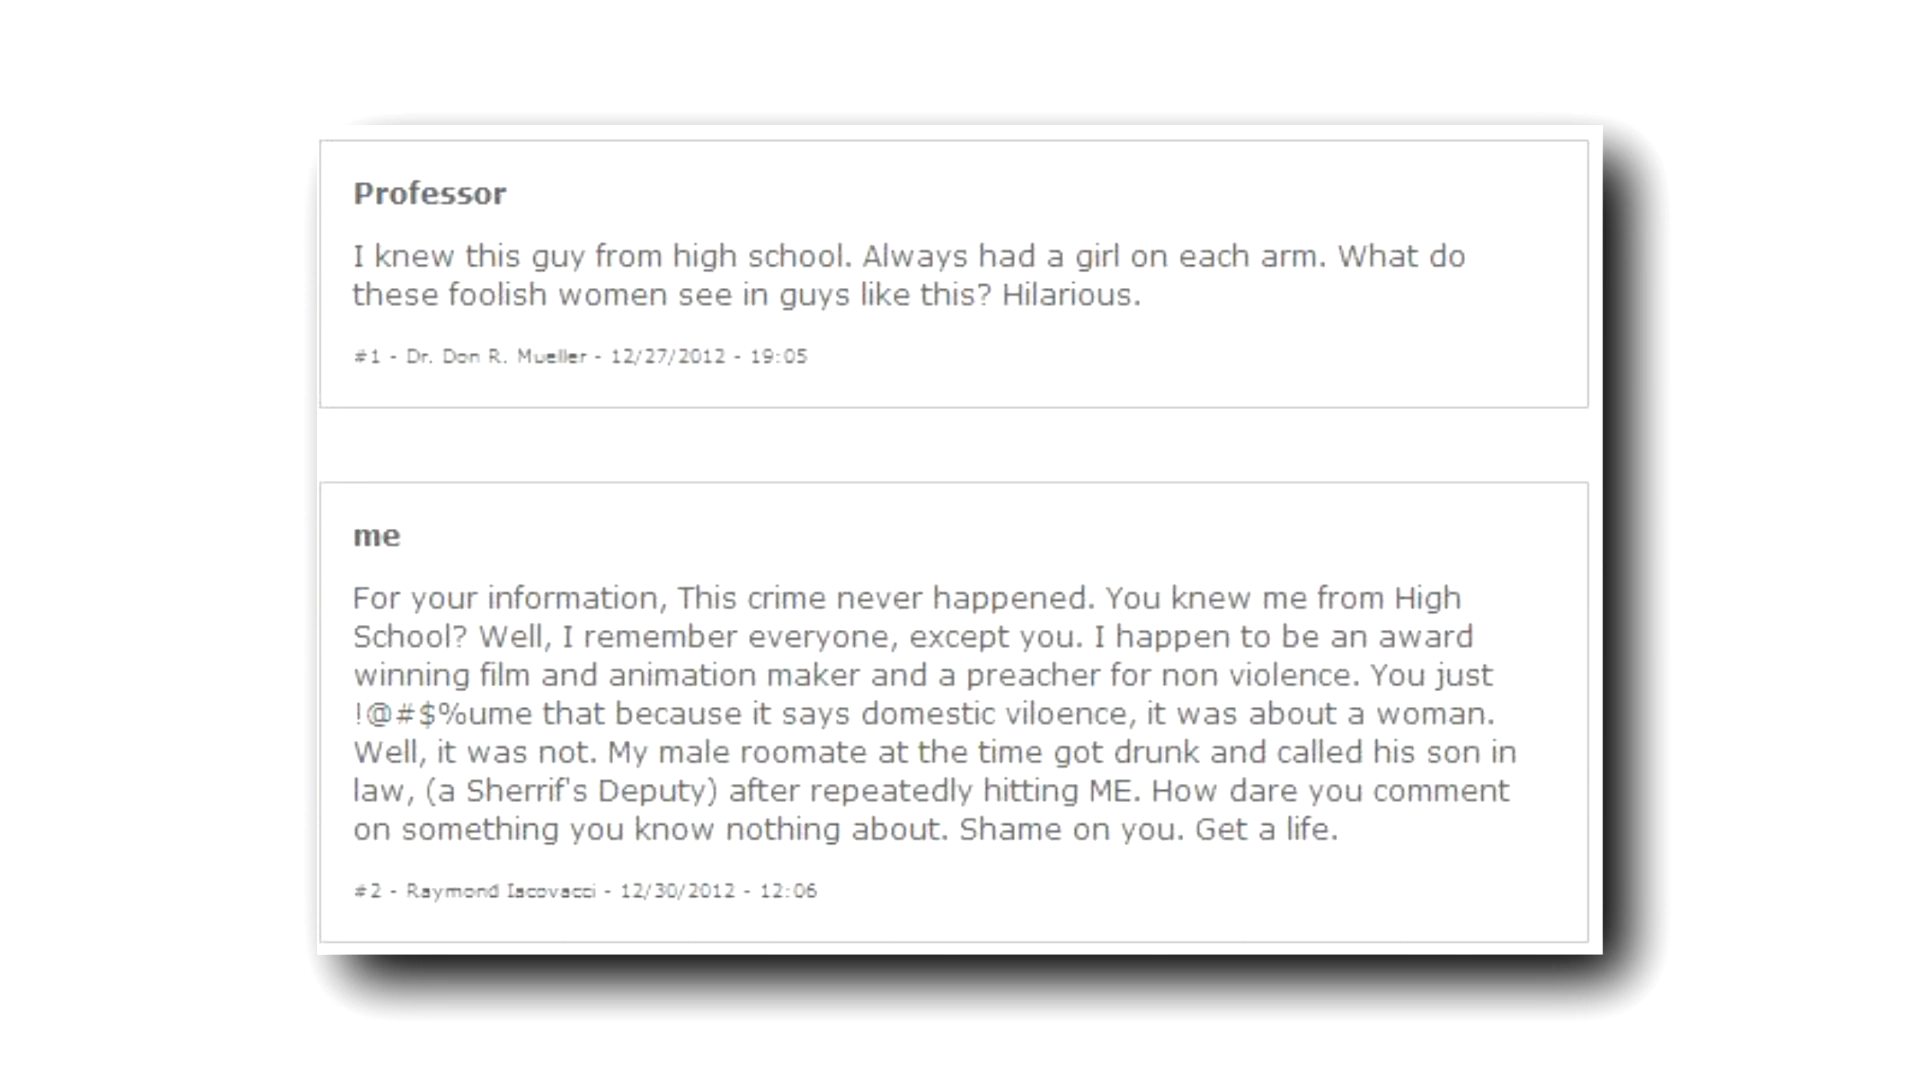 Professor
I knew this guy from high school. Always had a girl on each arm. What do
these foolish women see in guys like this? Hilarious.
#1 - Dr. Don R. Mueller - 12/27/2012 - 19:05
me
For your information, This crime never happened. You knew me from High
School? Well, I remember everyone, except you. I happen to be an award
winning film and animation maker and a preacher for non violence. You just
!@#$%ume that because it says domestic viloence, it was about a woman.
Well, it was not. My male roomate at the time got drunk and called his son in
law, (a Sherrif's Deputy) after repeatedly hitting ME. How dare you comment
on something you know nothing about. Shame on you. Get a life.
#2 - Raymond Iacovacci - 12/30/2012 - 12:06